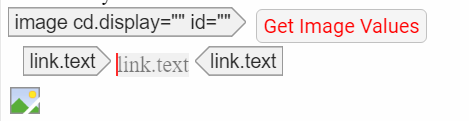 image cd.display="" id="" Get Image Values
link.text link.text link.text